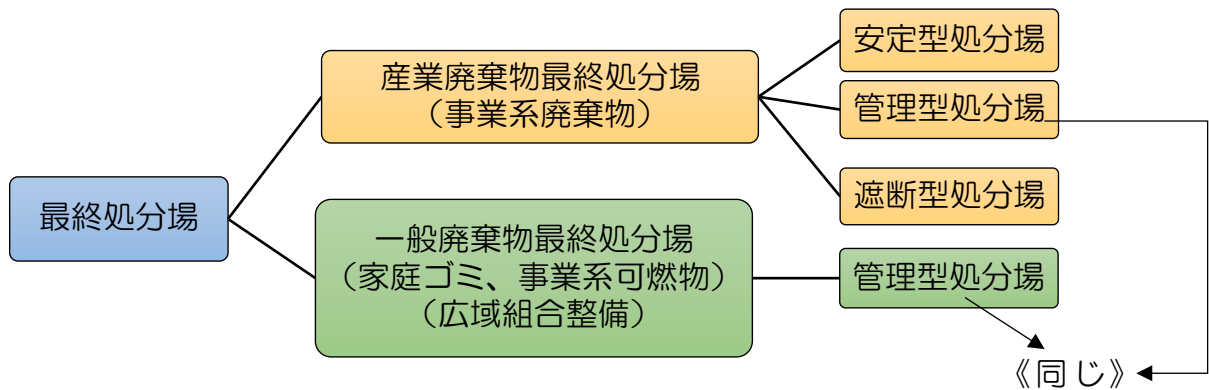 最終処分場
産業廃棄物最終処分場
（事業系廃棄物）
安定型処分場
管理型処分場
遮断型処分場
一般廃棄物最終処分場
（家庭ゴミ、事業系可燃物）
（広域組合整備）
管理型処分場
《同じ》